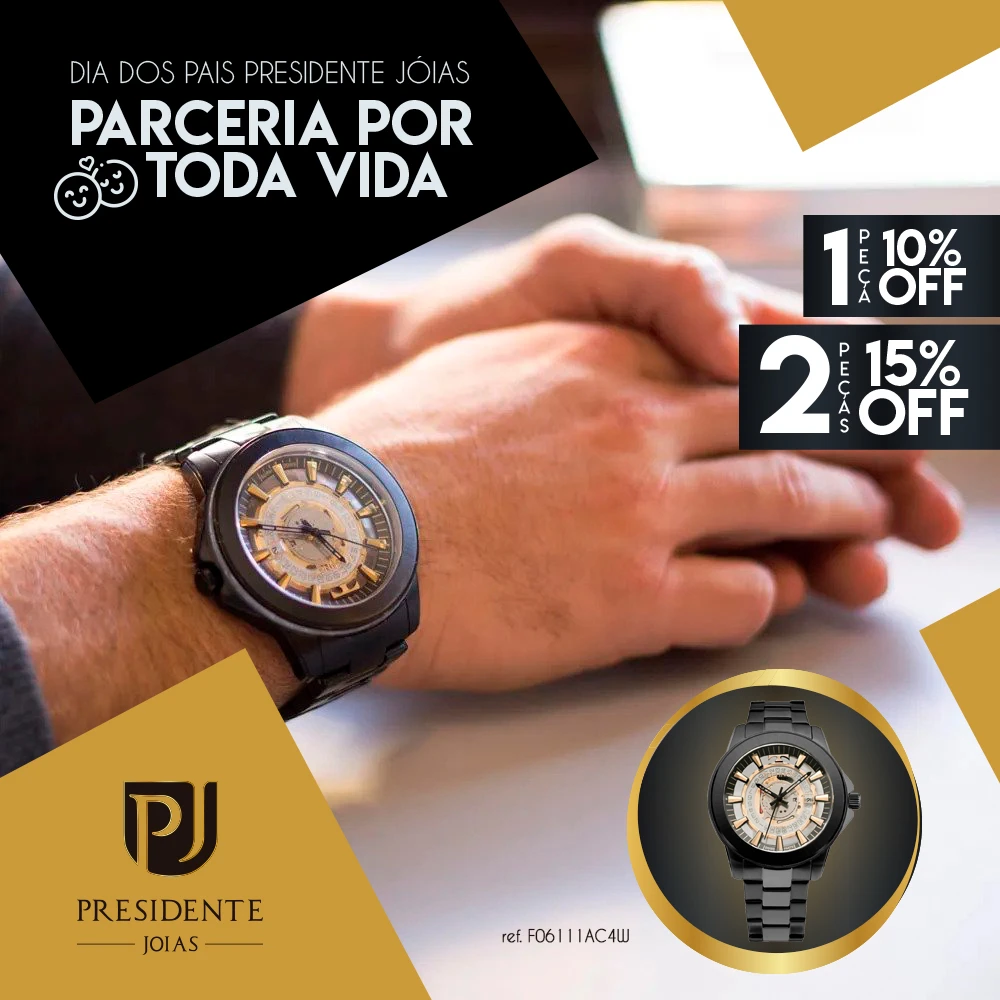 DIA DOS PAIS PRESIDENTE JÓIAS
PARCERIA POR
TODA VIDA
1 PEÇA 10% OFF
2 PEÇAS 15% OFF
PJ
PRESIDENTE
JOIAS
ref. F06111AC4W